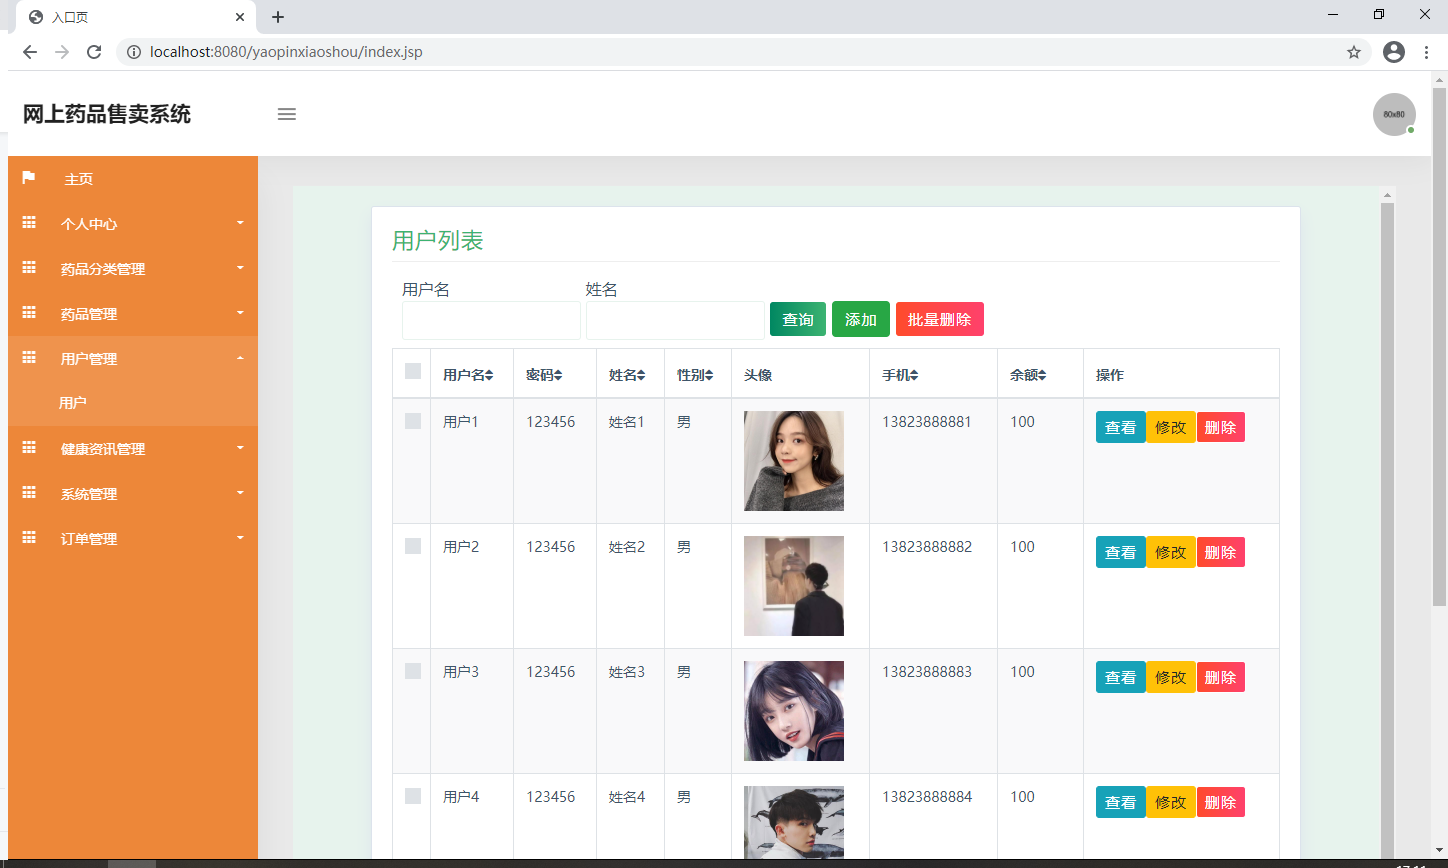 入口页
localhost:8080/yaopinxiaoshou/index.jsp
网上药品售卖系统
80x80
主页
个人中心
药品分类管理
药品管理
用户管理
用户
健康资讯管理
系统管理
订单管理
用户列表
用户名 姓名
查询 添加 批量删除
用户名 密码 姓名 性别 头像 手机 余额 操作
用户1 123456 姓名1 男 13823888881 100 查看 修改 删除
用户2 123456 姓名2 男 13823888882 100 查看 修改 删除
用户3 123456 姓名3 男 13823888883 100 查看 修改 删除
用户4 123456 姓名4 男 13823888884 100 查看 修改 删除